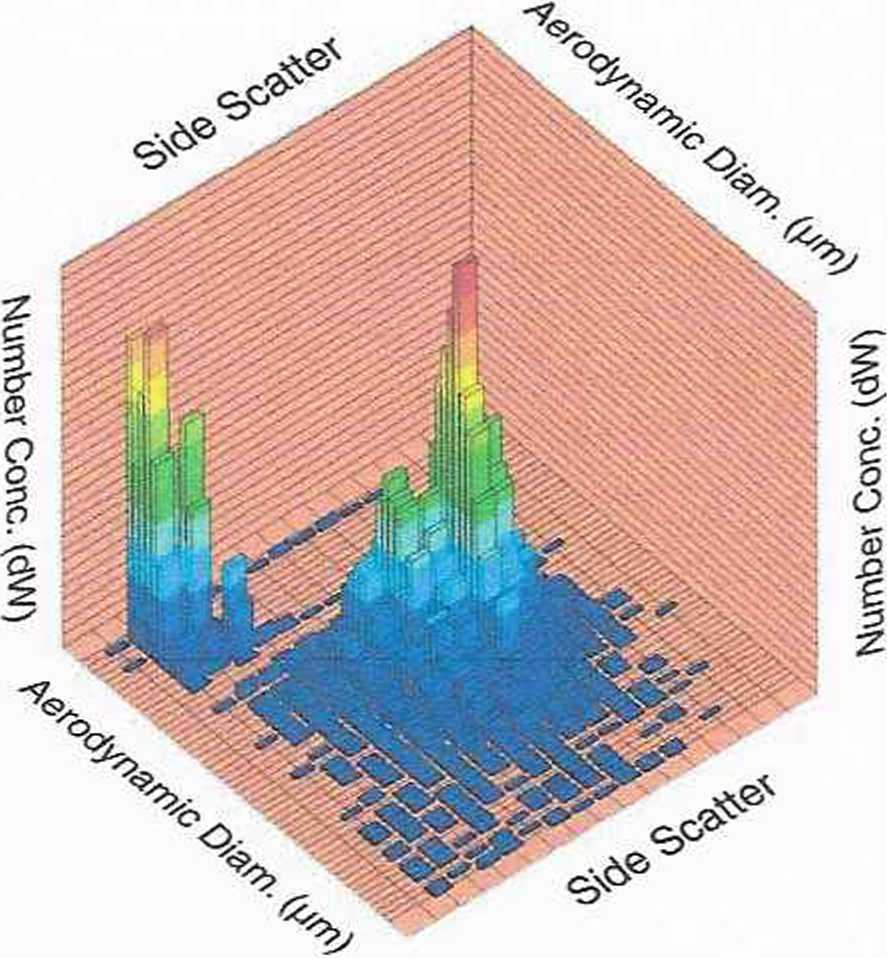 Side Scatter
Aerodynamic Diam. (µm)
Number Conc. (dW)
Number Conc. (dW)
Aerodynamic Diam. (µm)
Side Scatter